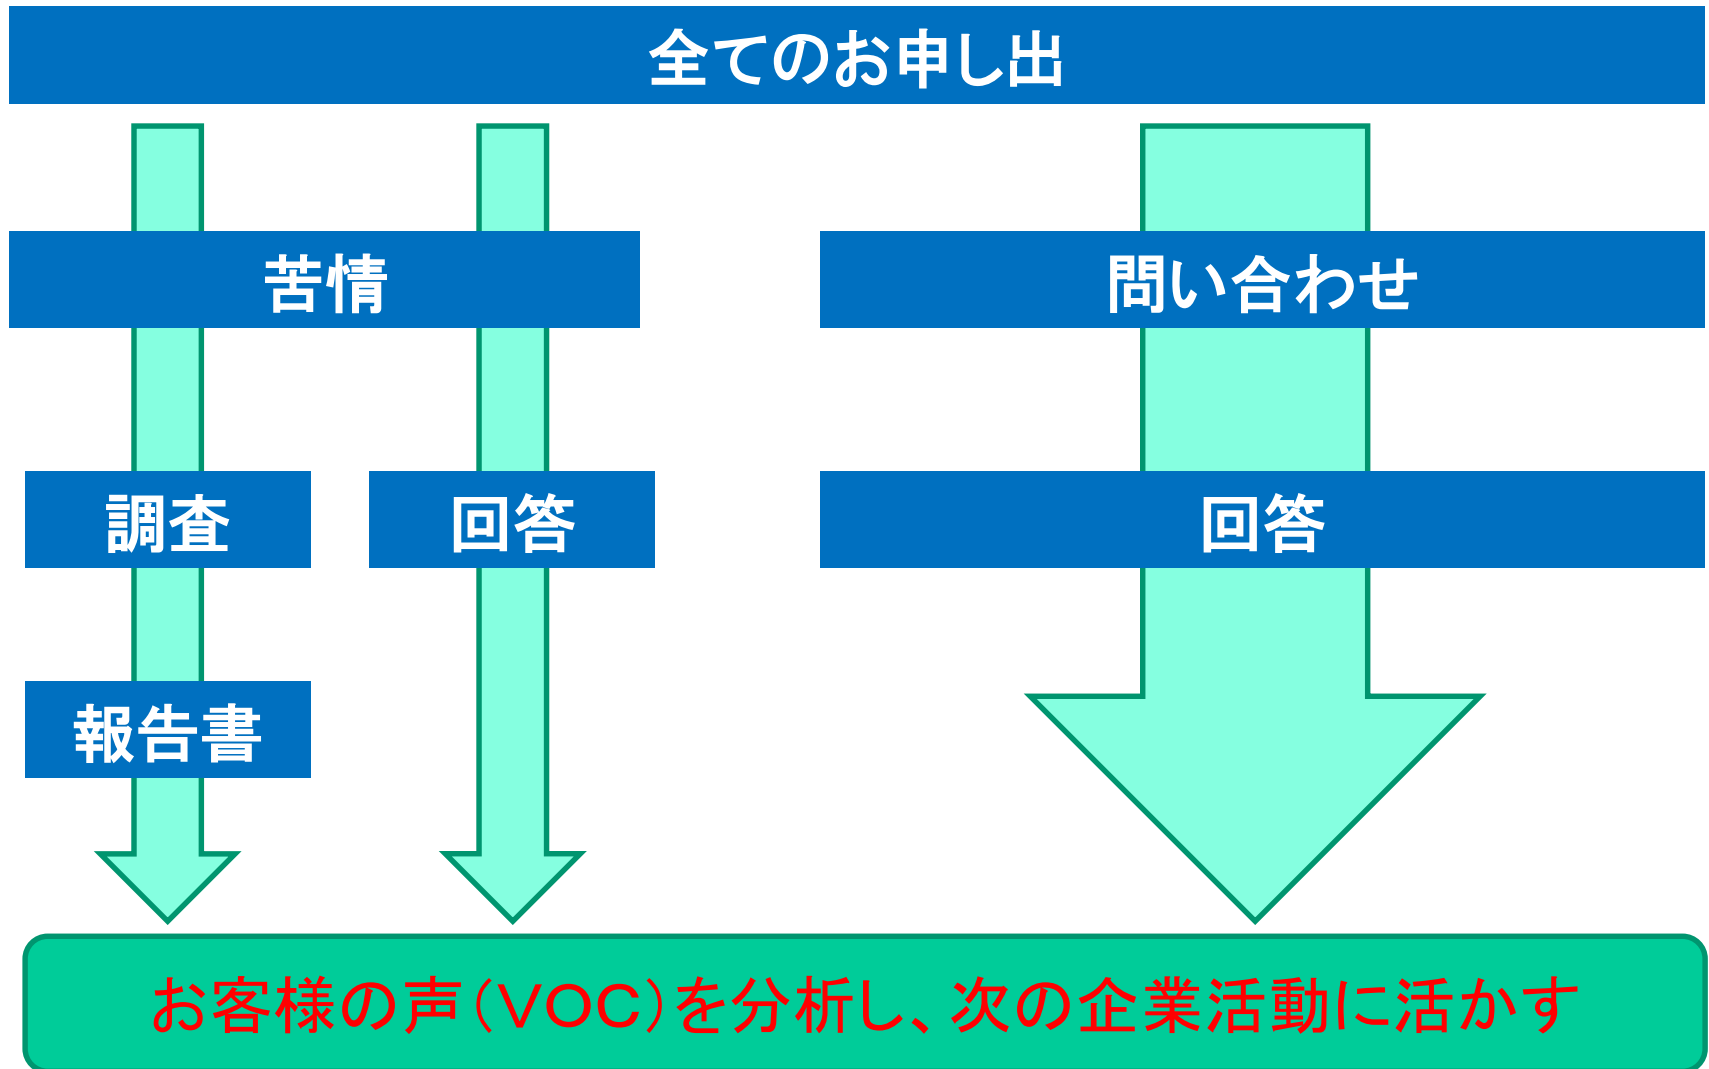 全てのお申し出
苦情
問い合わせ
調査
回答
回答
報告書
お客様の声（VOC）を分析し、次の企業活動に活かす